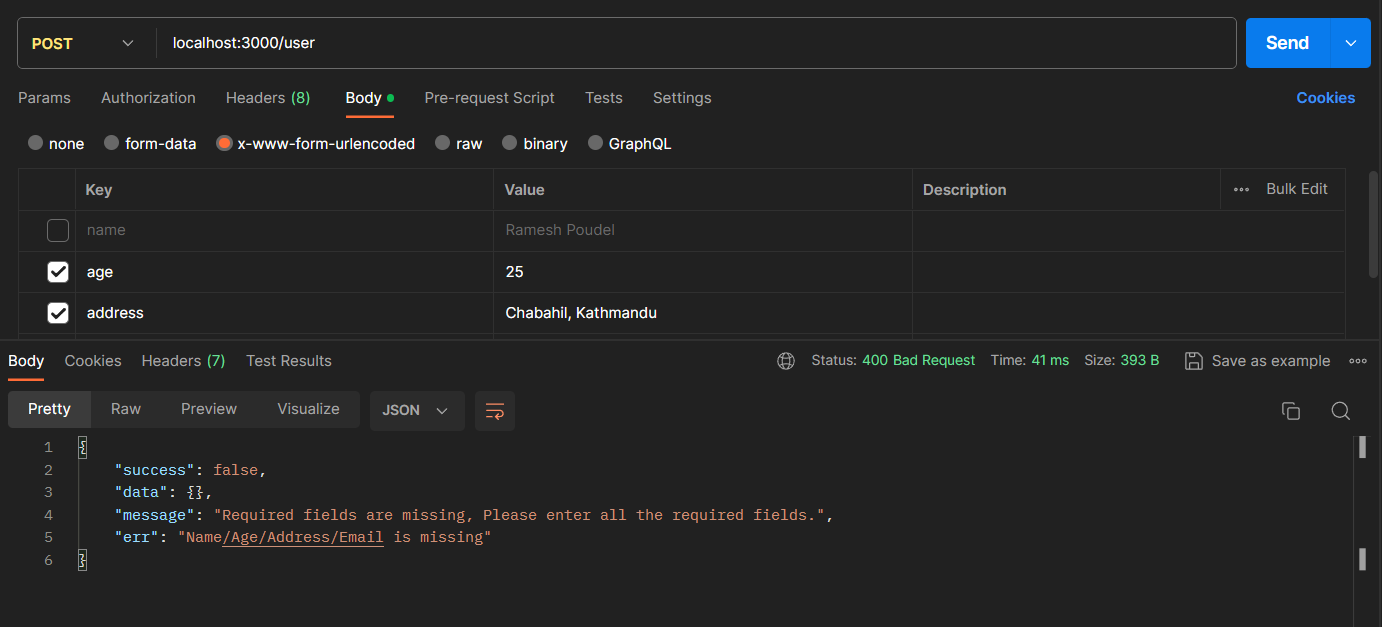 POST localhost:3000/user Send
Params Authorization Headers (8) Body Pre-request Script Tests Settings Cookies
none form-data x-www-form-urlencoded raw binary GraphQL
Key Value Description Bulk Edit
name Ramesh Poudel
age 25
address Chabahil, Kathmandu
Body Cookies Headers (7) Test Results Status: 400 Bad Request Time: 41 ms Size: 393 B Save as example
Pretty Raw Preview Visualize JSON
1 {
2 "success": false,
3 "data": {},
4 "message": "Required fields are missing, Please enter all the required fields.",
5 "err": "Name/Age/Address/Email is missing"
6 }